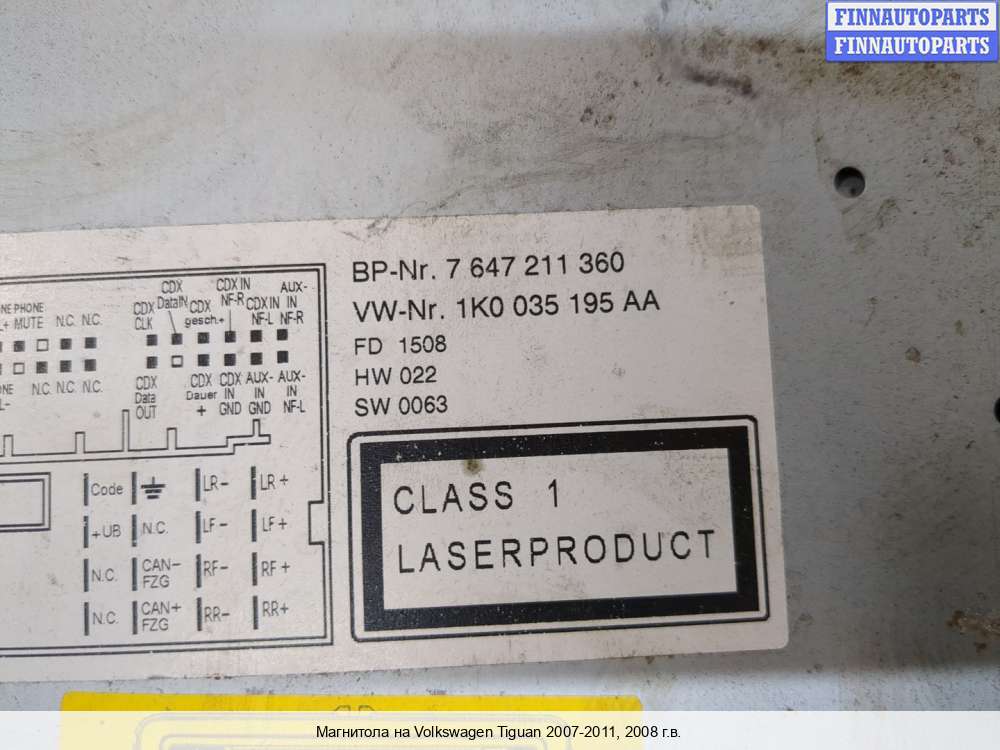 FINNAUTOPARTS
FINNAUTOPARTS
BP-Nr. 7 647 211 360
VW-Nr. 1K0 035 195 AA
FD 1508
HW 022
SW 0063
CLASS 1
LASERPRODUCT
PHONE
MUTE N.C. N.C.
CDX CLK
CDX DataIN
CDX gesch.+
CDX IN NF-R
CDX IN NF-L
AUX-IN NF-R
N.C. N.C. N.C.
CDX Data OUT
CDX Dauer +
CDX IN GND
AUX-IN GND
AUX-IN NF-L
Code LR- LR+
+UB N.C. LF- LF+
N.C. CAN-FZG RF- RF+
N.C. CAN+FZG RR- RR+
Магнитола на Volkswagen Tiguan 2007-2011, 2008 г.в.